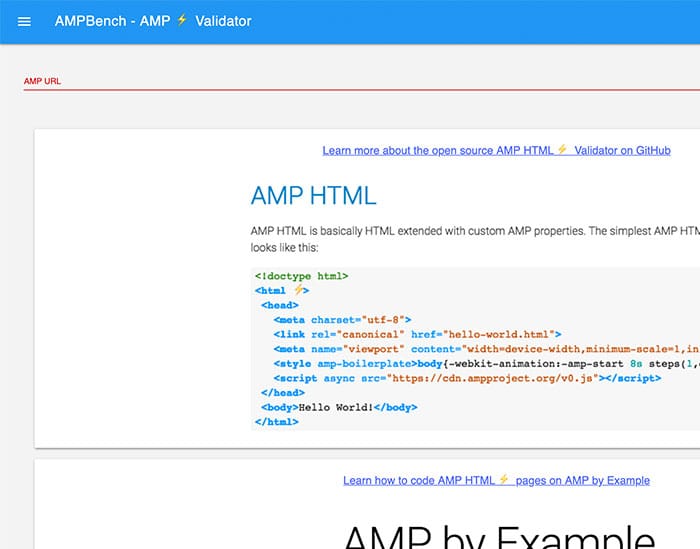 AMPBench - AMP ⚡ Validator
AMP URL
Learn more about the open source AMP HTML⚡ Validator on GitHub
AMP HTML
AMP HTML is basically HTML extended with custom AMP properties. The simplest AMP HTM
looks like this:
<!doctype html>
<html ⚡>
<head>
<meta charset="utf-8">
<link rel="canonical" href="hello-world.html">
<meta name="viewport" content="width=device-width,minimum-scale=1,in
<style amp-boilerplate>body{-webkit-animation:-amp-start 8s steps(1,
<script async src="https://cdn.ampproject.org/v0.js"></script>
</head>
<body>Hello World!</body>
</html>
Learn how to code AMP HTML⚡ pages on AMP by Example
AMP by Example